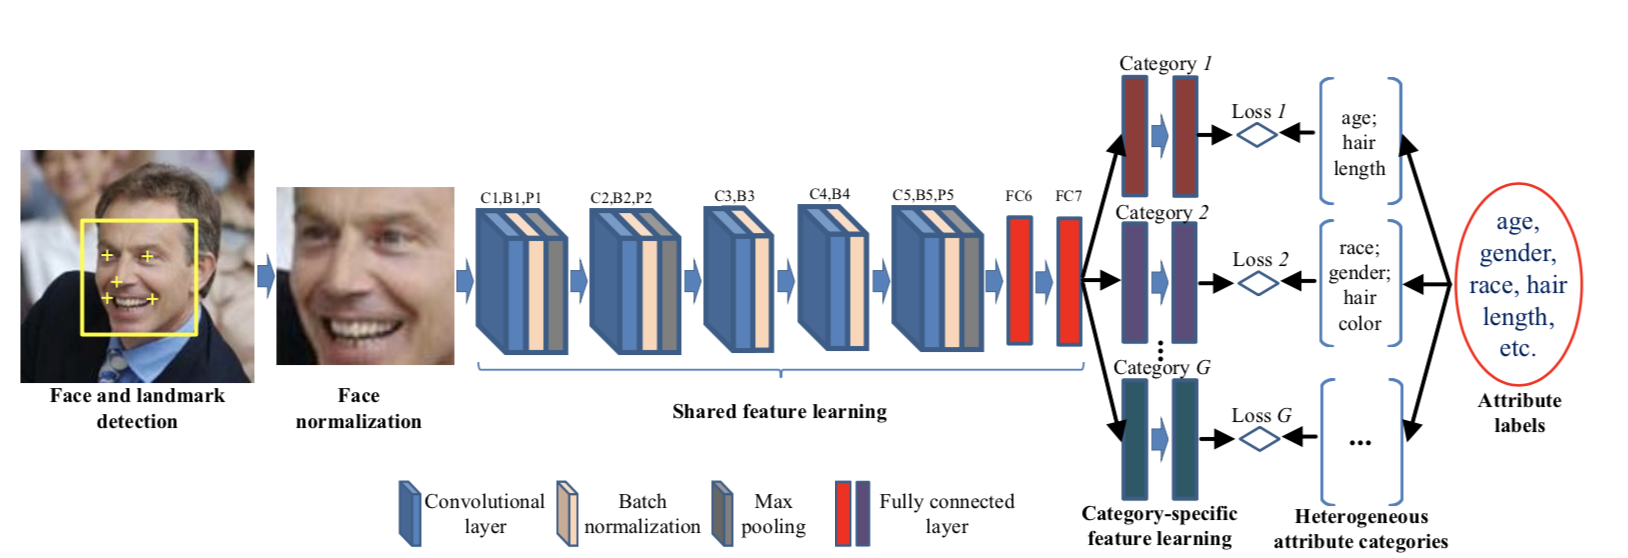 Category 1
Loss 1
age;
hair
length
C1,B1,P1
C2,B2,P2
C3,B3
C4,B4
C5,B5,P5
FC6
FC7
Category 2
Loss 2
race;
gender;
hair
color
age,
gender,
race, hair
length,
etc.
Category G
Loss G
...
Face and landmark
detection
Face
normalization
Shared feature learning
Attribute
labels
Convolutional
layer
Batch
normalization
Max
pooling
Fully connected
layer
Category-specific
feature learning
Heterogeneous
attribute categories